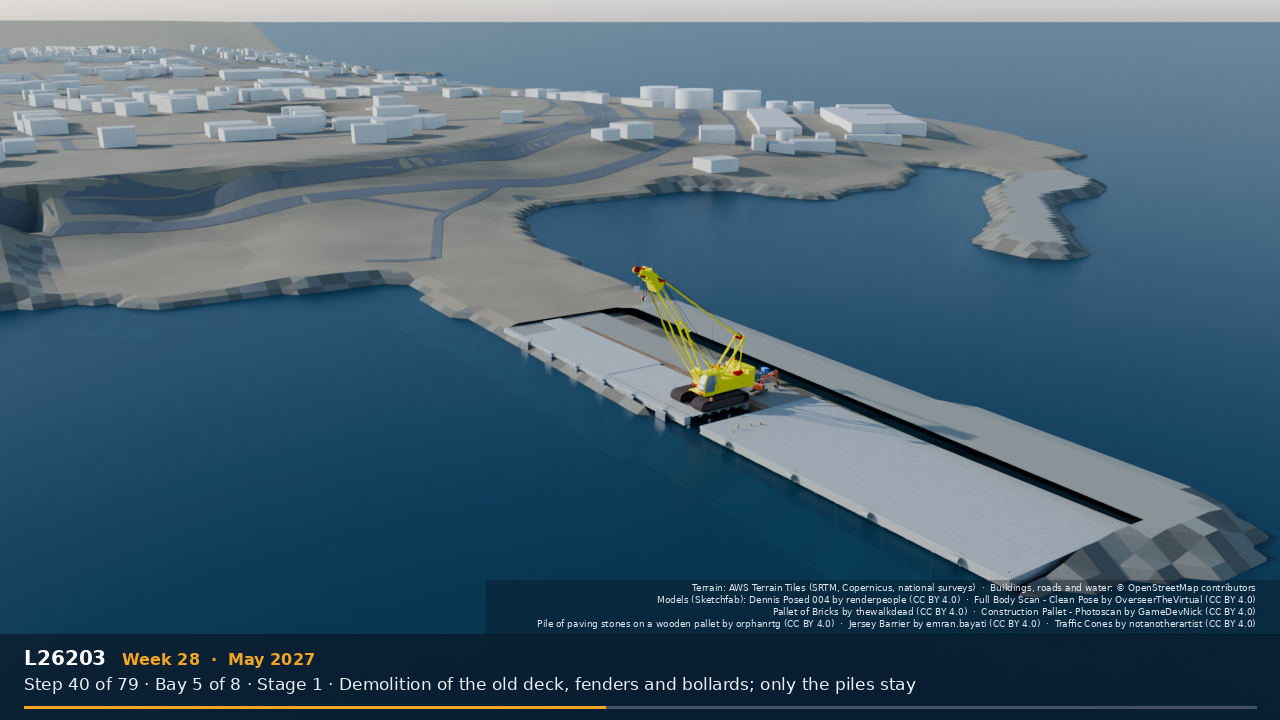 Terrain: AWS Terrain Tiles (SRTM, Copernicus, national surveys) · Buildings, roads and water: © OpenStreetMap contributors
Models (Sketchfab): Dennis Posed 004 by renderpeople (CC BY 4.0) · Full Body Scan - Clean Pose by OverseerTheVirtual (CC BY 4.0)
Pallet of Bricks by thewalkdead (CC BY 4.0) · Construction Pallet - Photoscan by GameDevNick (CC BY 4.0)
Pile of paving stones on a wooden pallet by orphanrtg (CC BY 4.0) · Jersey Barrier by emran.bayati (CC BY 4.0) · Traffic Cones by notanotherartist (CC BY 4.0)
L26203 Week 28 · May 2027
Step 40 of 79 · Bay 5 of 8 · Stage 1 · Demolition of the old deck, fenders and bollards; only the piles stay